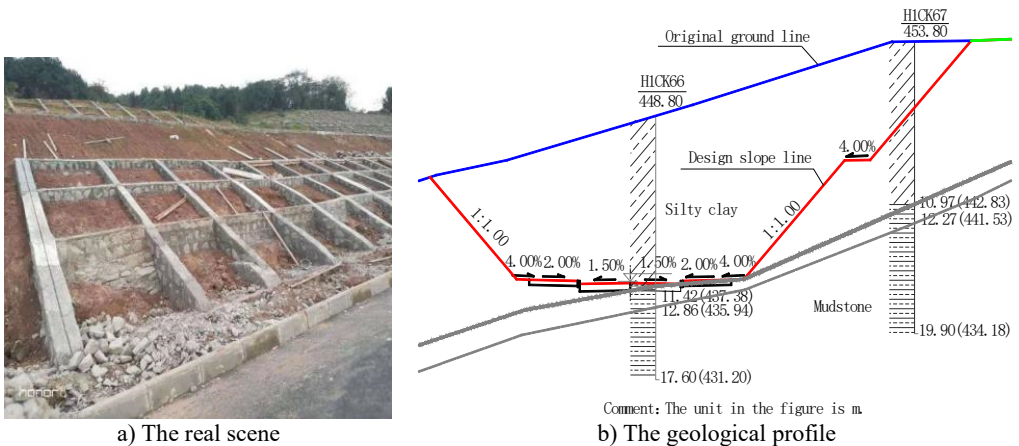 H1CK67
453.80
Original ground line
H1CK66
448.80
4.00%
Design slope line
Silty clay
10.97(442.83)
12.27(441.53)
1:1.00
1:1.00
4.00% 2.00% 1.50% 1.50% 2.00% 4.00%
11.42(437.38)
12.86(435.94)
Mudstone
19.90(434.18)
17.60(431.20)
Comment: The unit in the figure is m.
honor
a) The real scene
b) The geological profile